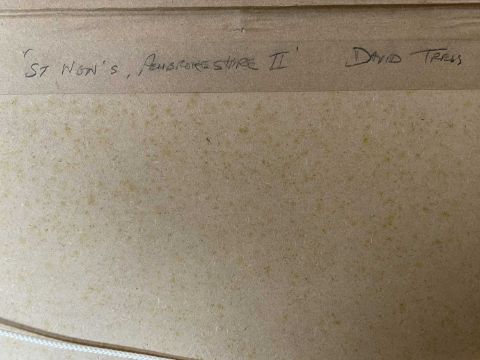 'ST NON'S, PEMBROKESHIRE II' DAVID TRESS